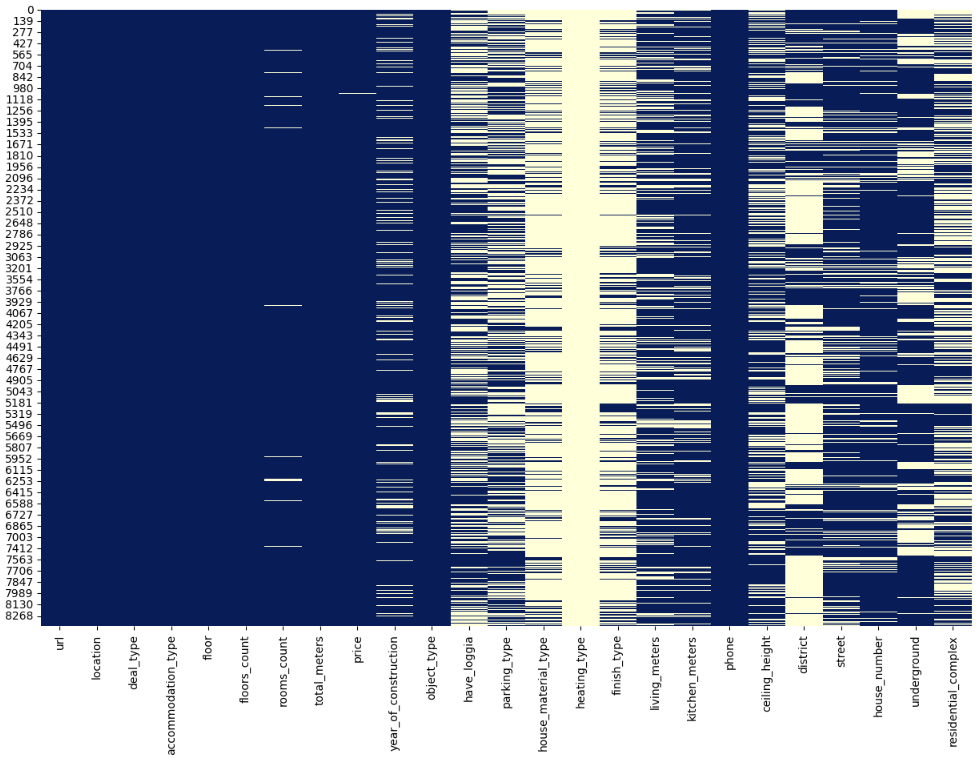 0
139
277
427
565
704
842
980
1118
1256
1395
1533
1671
1810
1956
2096
2234
2372
2510
2648
2786
2925
3063
3201
3554
3766
3929
4067
4205
4343
4491
4629
4767
4905
5043
5181
5319
5496
5669
5807
5952
6115
6253
6415
6588
6727
6865
7003
7412
7563
7706
7847
7989
8130
8268
url
location
deal_type
accommodation_type
floor
floors_count
rooms_count
total_meters
price
year_of_construction
object_type
have_loggia
parking_type
house_material_type
heating_type
finish_type
living_meters
kitchen_meters
phone
ceiling_height
district
street
house_number
underground
residential_complex